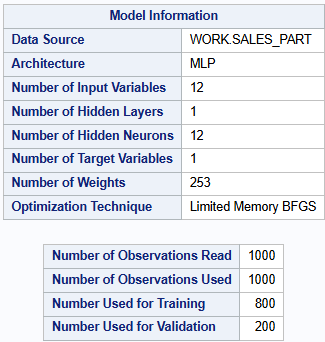 Model Information
Data Source WORK.SALES_PART
Architecture MLP
Number of Input Variables 12
Number of Hidden Layers 1
Number of Hidden Neurons 12
Number of Target Variables 1
Number of Weights 253
Optimization Technique Limited Memory BFGS
Number of Observations Read 1000
Number of Observations Used 1000
Number Used for Training 800
Number Used for Validation 200